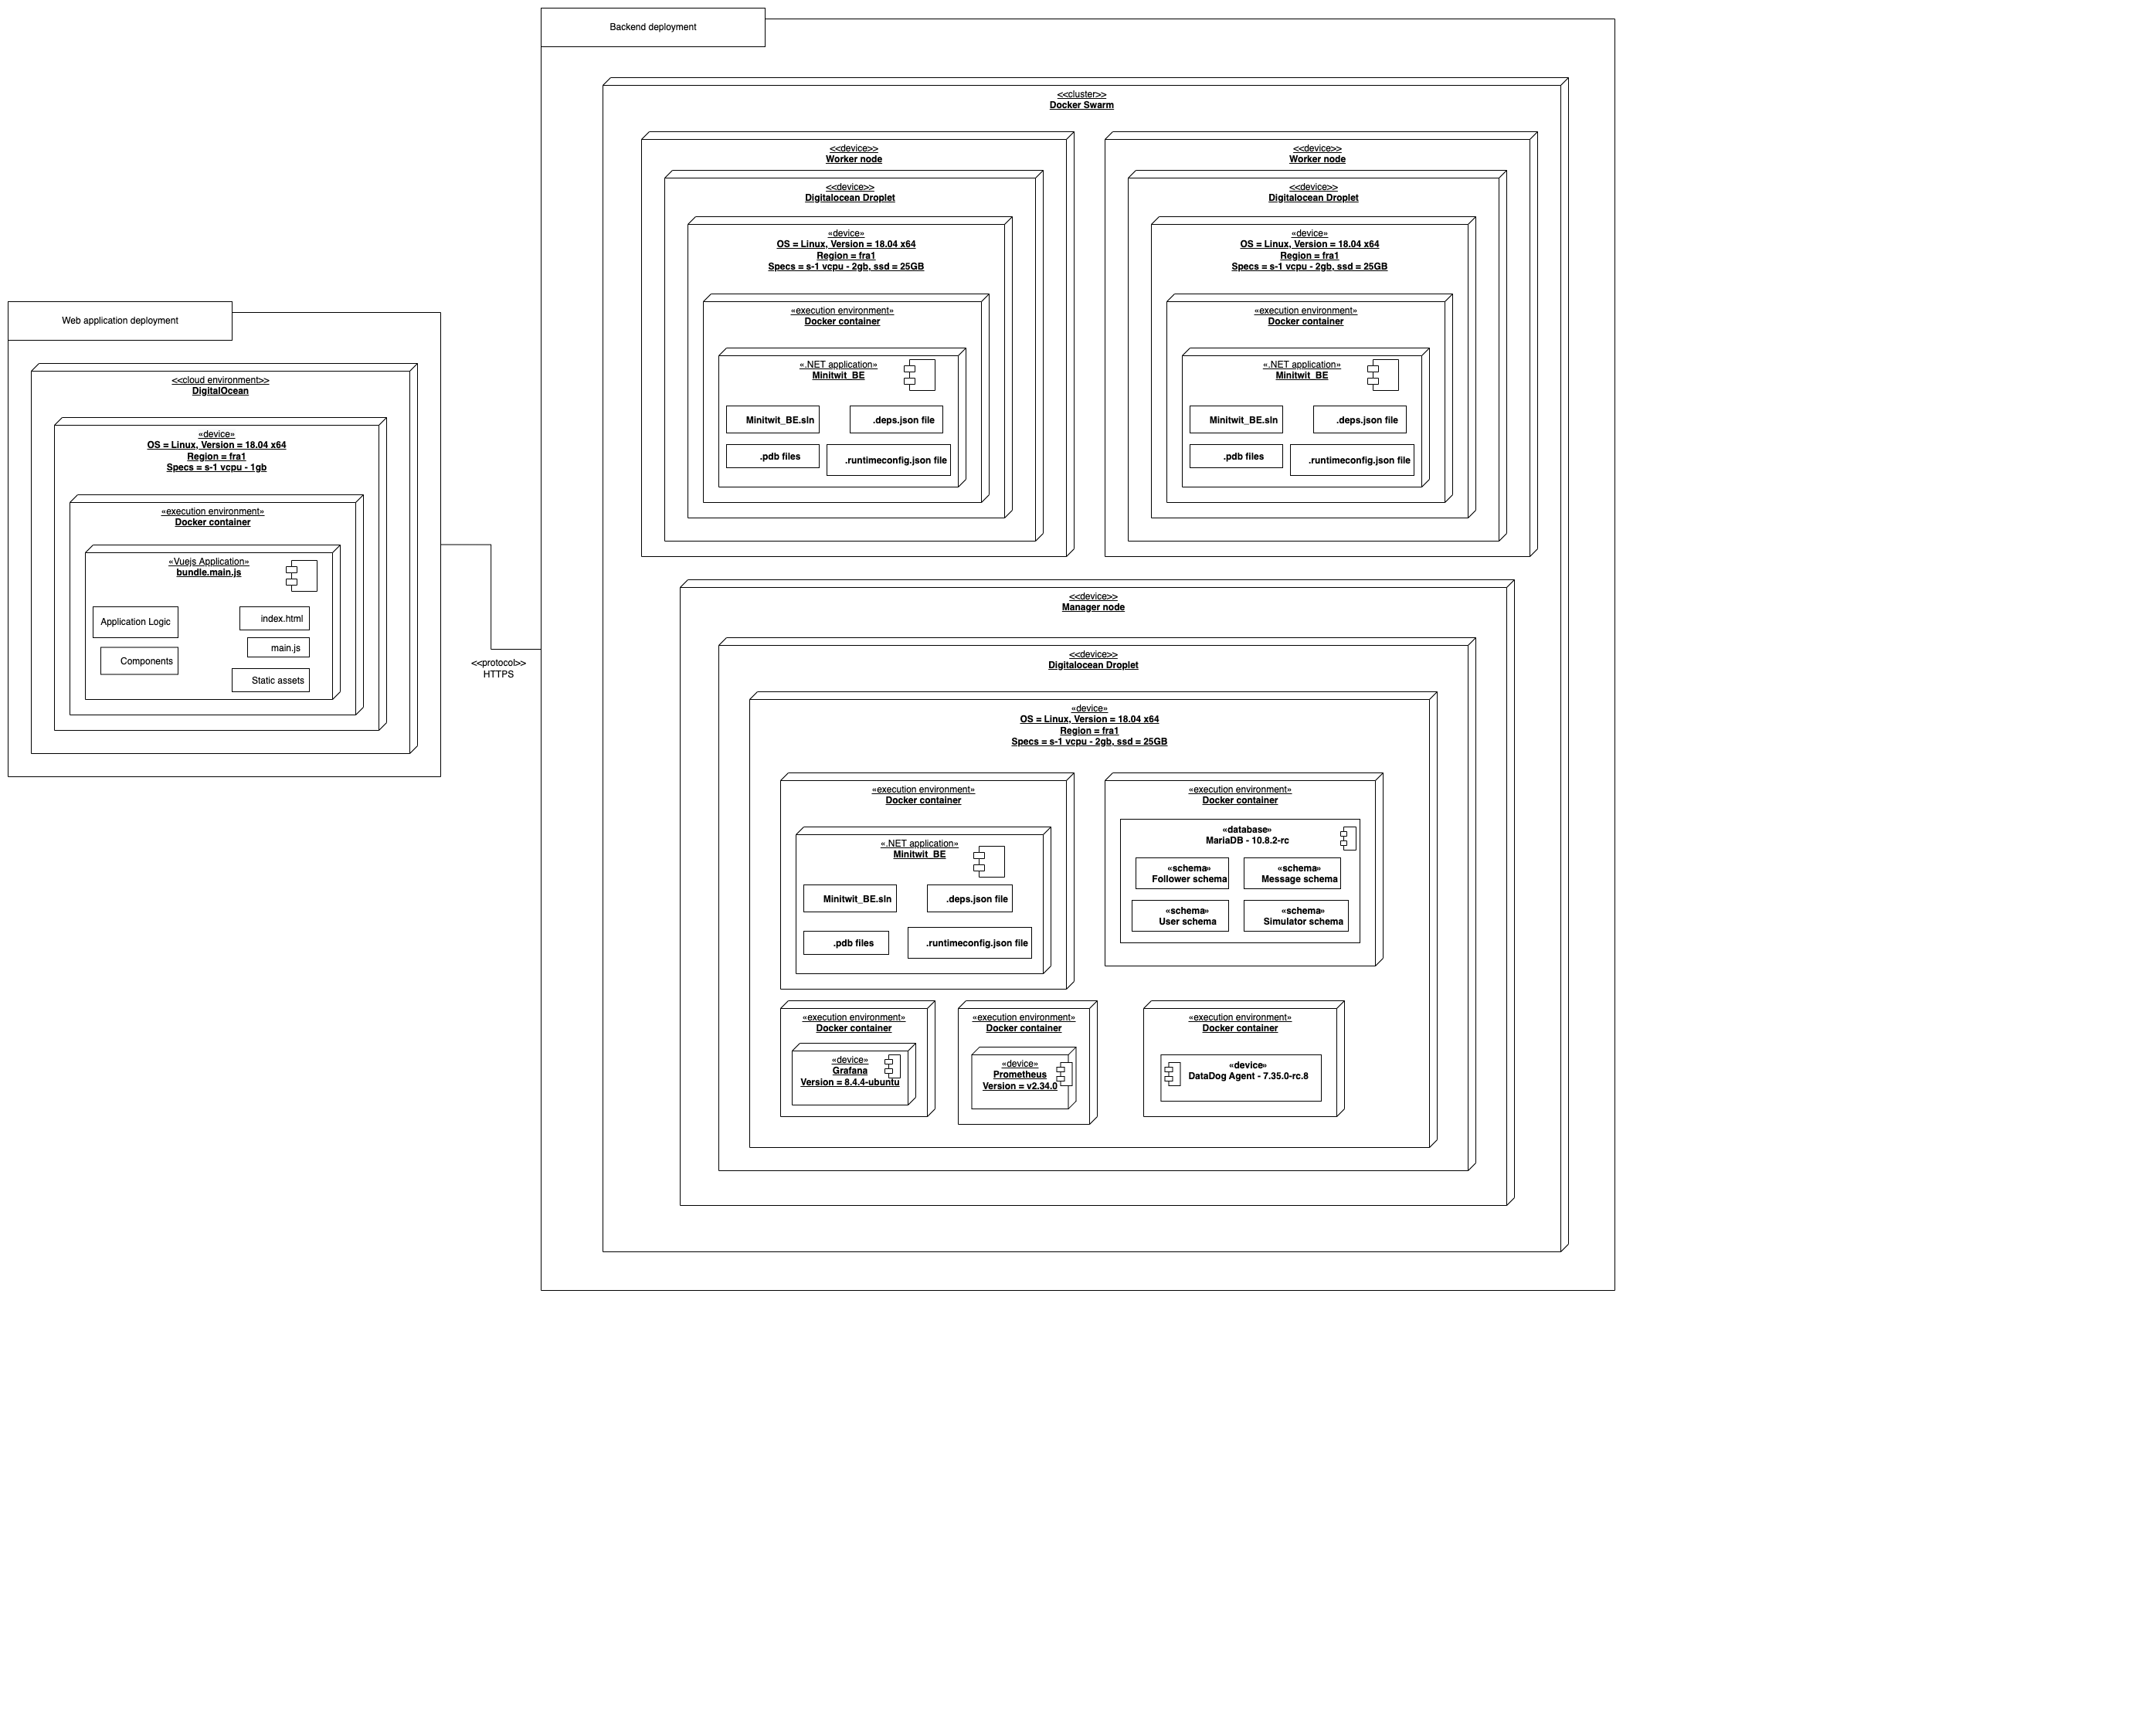 Backend deployment
<<cluster>>
Docker Swarm
<<device>>
Worker node
<<device>>
Digitalocean Droplet
«device»
OS = Linux, Version = 18.04 x64
Region = fra1
Specs = s-1 vcpu - 2gb, ssd = 25GB
«execution environment»
Docker container
«.NET application»
Minitwit_BE
Minitwit_BE.sln
.deps.json file
.pdb files
.runtimeconfig.json file
<<device>>
Worker node
<<device>>
Digitalocean Droplet
«device»
OS = Linux, Version = 18.04 x64
Region = fra1
Specs = s-1 vcpu - 2gb, ssd = 25GB
«execution environment»
Docker container
«.NET application»
Minitwit_BE
Minitwit_BE.sln
.deps.json file
.pdb files
.runtimeconfig.json file
Web application deployment
<<cloud environment>>
DigitalOcean
«device»
OS = Linux, Version = 18.04 x64
Region = fra1
Specs = s-1 vcpu - 1gb
«execution environment»
Docker container
«Vuejs Application»
bundle.main.js
Application Logic
index.html
main.js
Components
Static assets
<<protocol>>
HTTPS
<<device>>
Manager node
<<device>>
Digitalocean Droplet
«device»
OS = Linux, Version = 18.04 x64
Region = fra1
Specs = s-1 vcpu - 2gb, ssd = 25GB
«execution environment»
Docker container
«.NET application»
Minitwit_BE
Minitwit_BE.sln
.deps.json file
.pdb files
.runtimeconfig.json file
«execution environment»
Docker container
«database»
MariaDB - 10.8.2-rc
«schema»
Follower schema
«schema»
Message schema
«schema»
User schema
«schema»
Simulator schema
«execution environment»
Docker container
«device»
Grafana
Version = 8.4.4-ubuntu
«execution environment»
Docker container
«device»
Prometheus
Version = v2.34.0
«execution environment»
Docker container
«device»
DataDog Agent - 7.35.0-rc.8